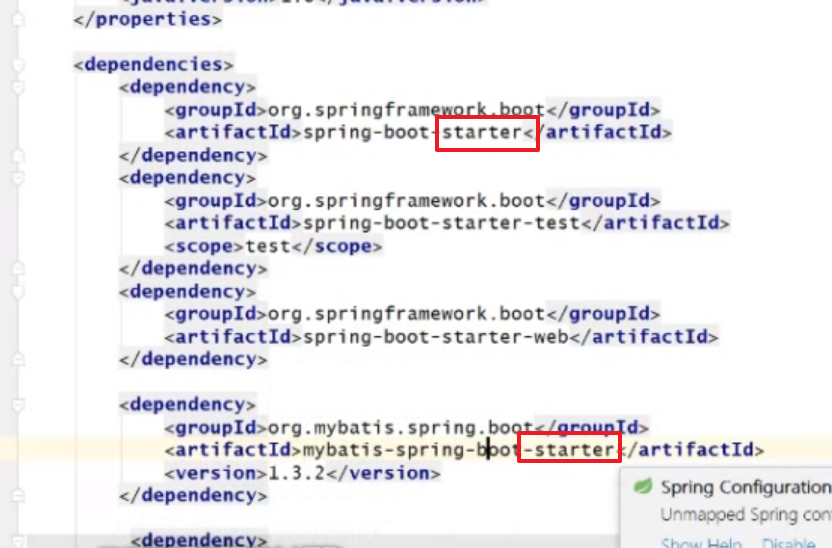 </properties>
<dependencies>
<dependency>
<groupId>org.springframework.boot</groupId>
<artifactId>spring-boot-starter</artifactId>
</dependency>
<dependency>
<groupId>org.springframework.boot</groupId>
<artifactId>spring-boot-starter-test</artifactId>
<scope>test</scope>
</dependency>
<dependency>
<groupId>org.springframework.boot</groupId>
<artifactId>spring-boot-starter-web</artifactId>
</dependency>
<dependency>
<groupId>org.mybatis.spring.boot</groupId>
<artifactId>mybatis-spring-boot-starter</artifactId>
<version>1.3.2</version>
</dependency>
<dependency>
Spring Configuration
Unmapped Spring
Show Help Disable